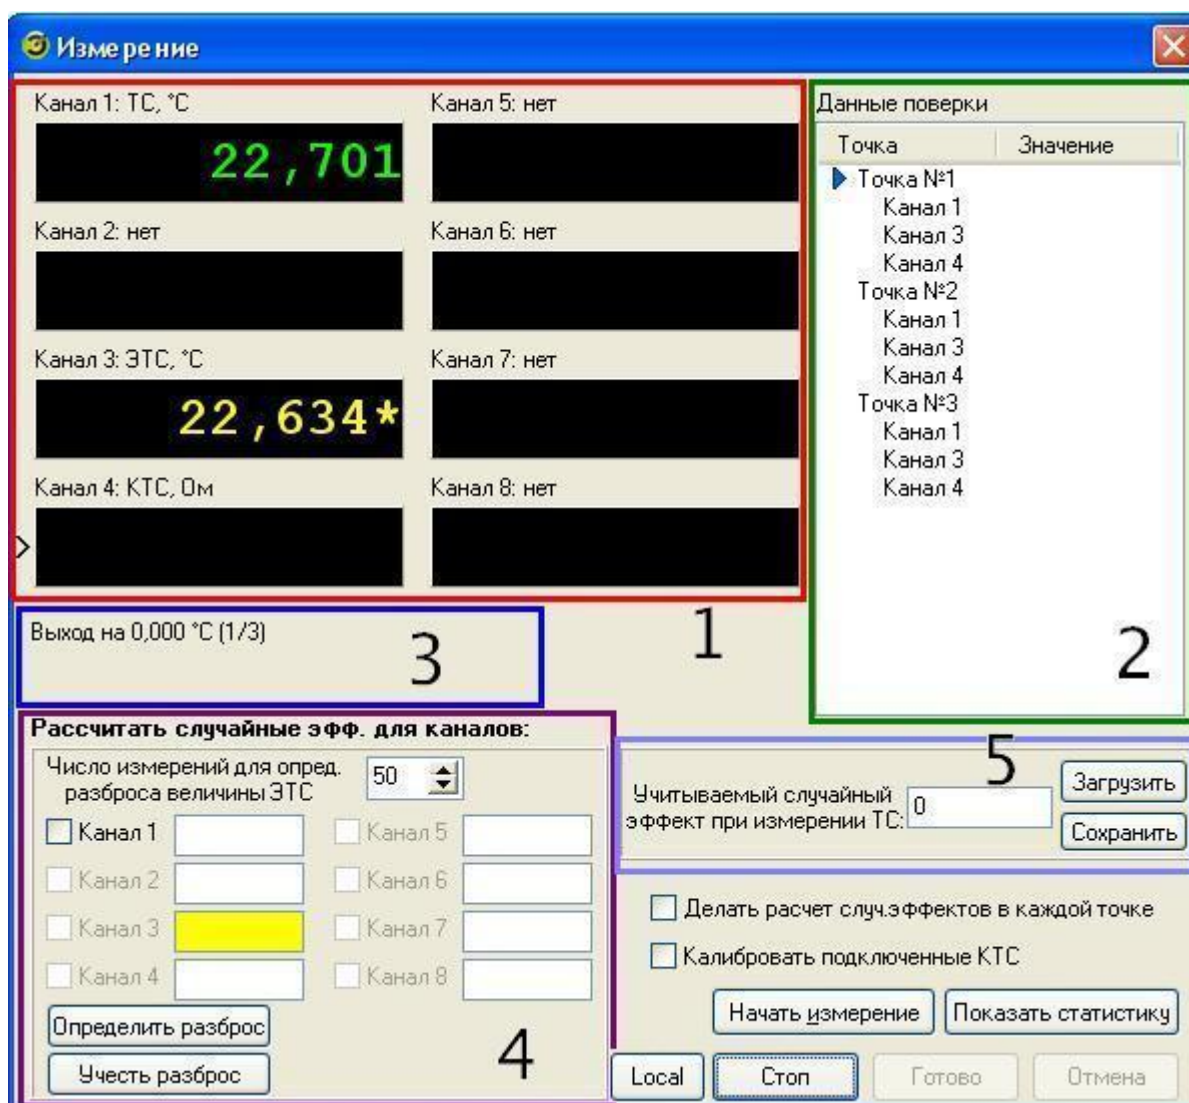 Измерение
Канал 1: ТС, °С
22,701
Канал 2: нет
Канал 3: ЭТС, °С
22,634*
Канал 4: КТС, Ом
>
Канал 5: нет
Канал 6: нет
Канал 7: нет
Канал 8: нет
1
Данные поверки
Точка Значение
Точка №1
Канал 1
Канал 3
Канал 4
Точка №2
Канал 1
Канал 3
Канал 4
Точка №3
Канал 1
Канал 3
Канал 4
2
Выход на 0,000 °С (1/3)
3
Рассчитать случайные эфф. для каналов:
Число измерений для опред.
разброса величины ЭТС
50
Канал 1
Канал 2
Канал 3
Канал 4
Канал 5
Канал 6
Канал 7
Канал 8
Определить разброс
Учесть разброс
4
5
Учитываемый случайный
эффект при измерении ТС:
0
Загрузить
Сохранить
Делать расчет случ.эффектов в каждой точке
Калибровать подключенные КТС
Начать измерение
Показать статистику
Local
Стоп
Готово
Отмена